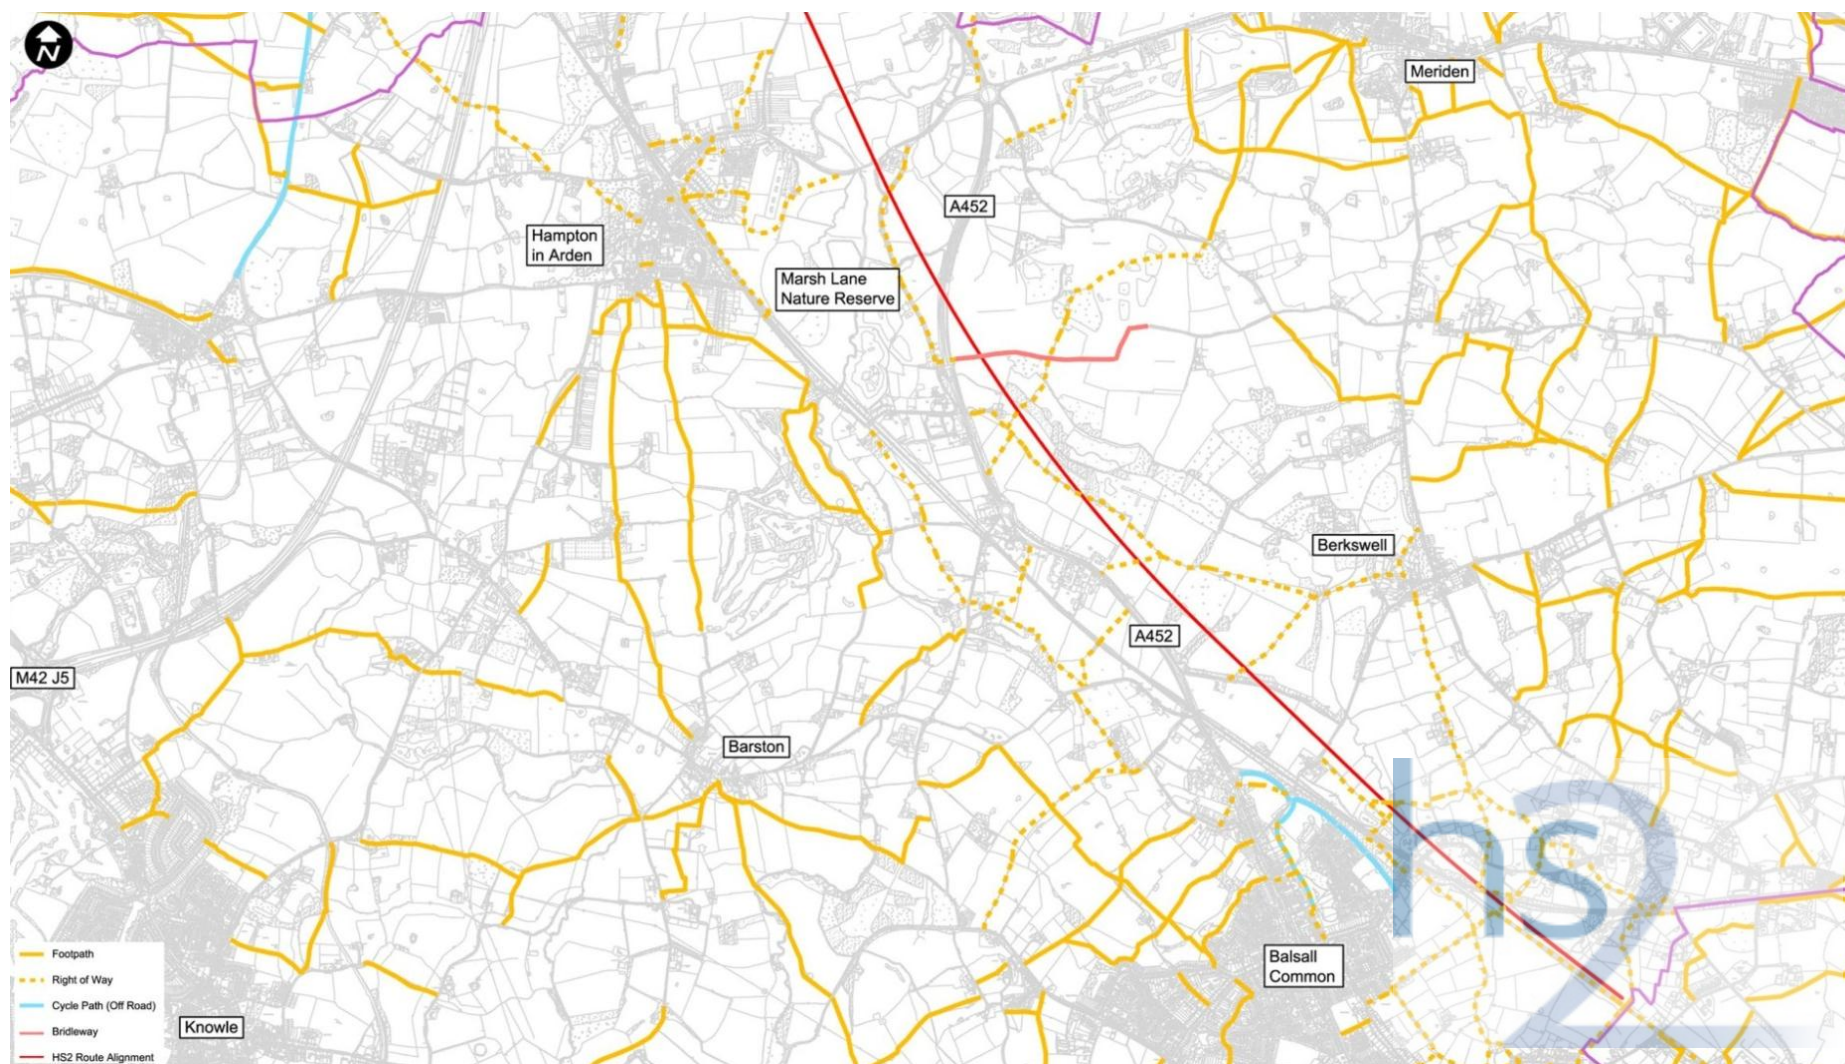 N
Meriden
A452
Hampton
in Arden
Marsh Lane
Nature Reserve
Berkswell
A452
M42 J5
Barston
Balsall
Common
Knowle
Footpath
Right of Way
Cycle Path (Off Road)
Bridleway
HS2 Route Alignment
hs2